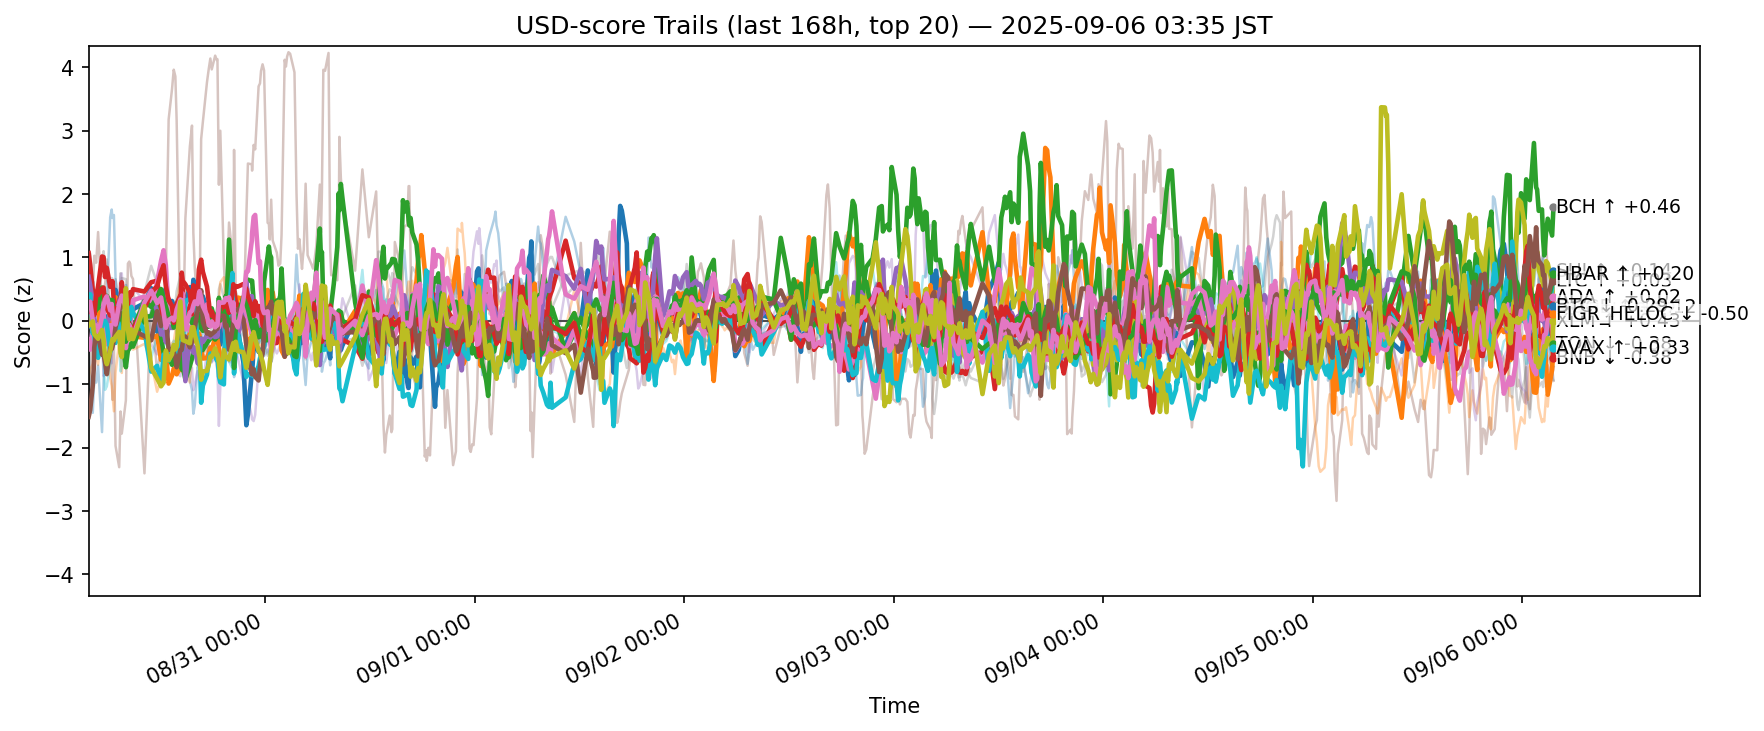 USD-score Trails (last 168h, top 20) — 2025-09-06 03:35 JST
Score (z)
4
3
2
1
0
−1
−2
−3
−4
BCH ↑ +0.46
HBAR ↑ +0.20
ADA ↑ +0.02
FIGR_HELOC ↓ -0.50
AVAX ↑ +0.33
BNB ↓ -0.38
08/31 00:00
09/01 00:00
09/02 00:00
09/03 00:00
09/04 00:00
09/05 00:00
09/06 00:00
Time